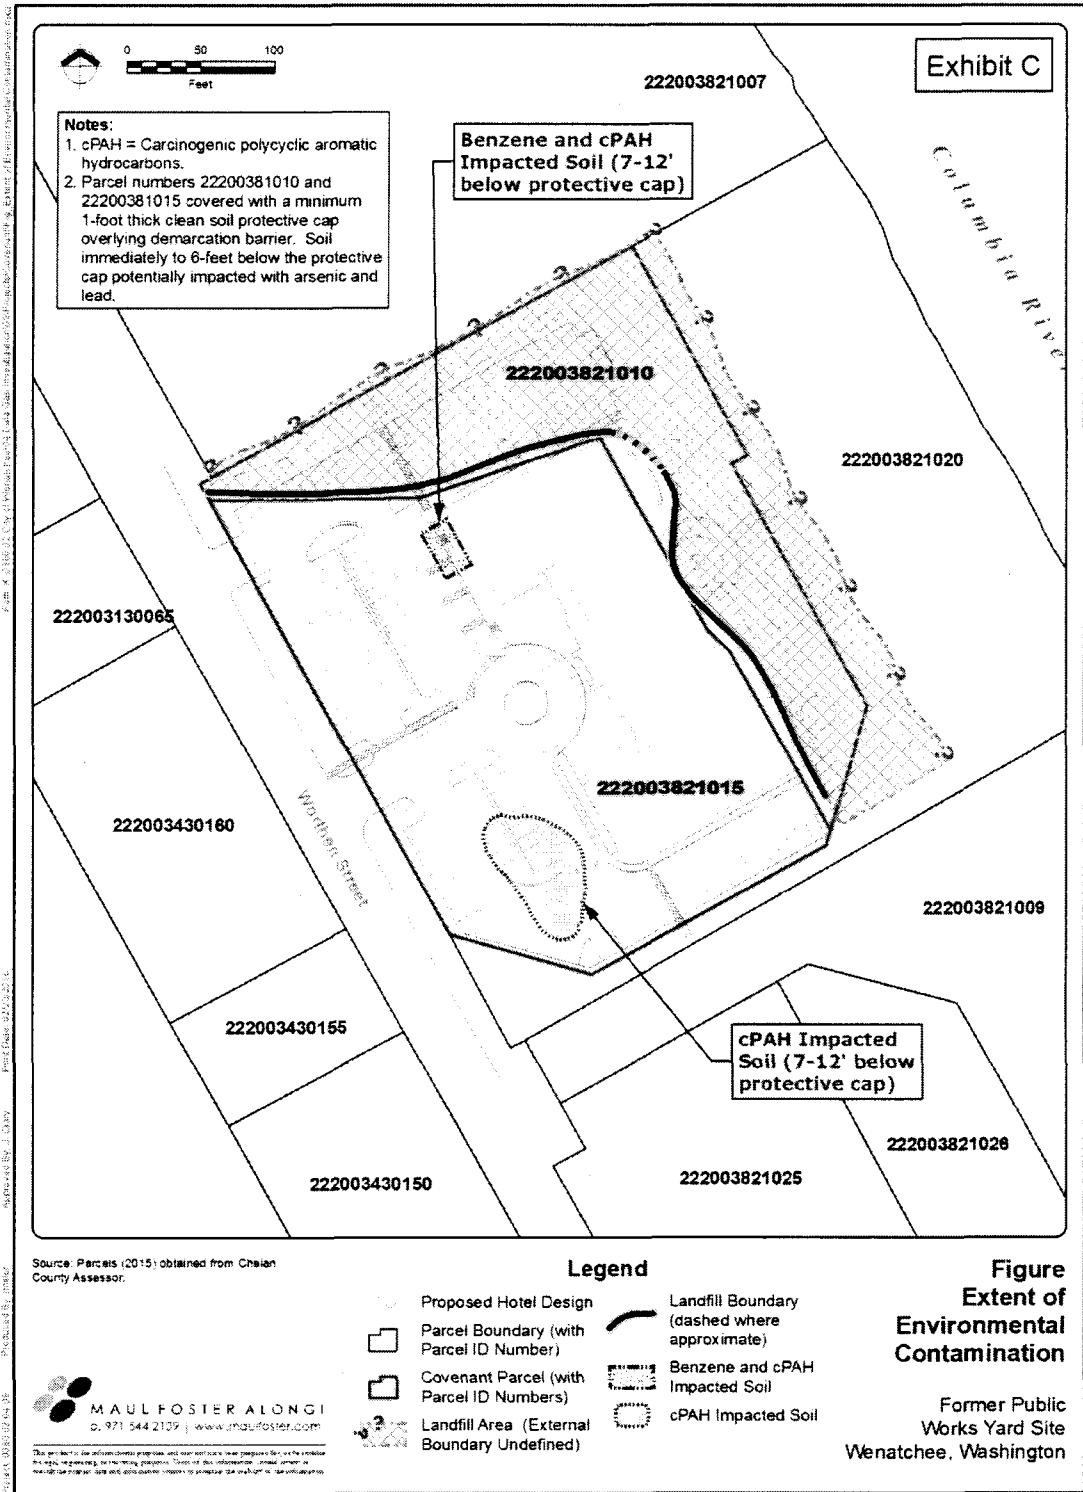 Exhibit C
0 50 100
Feet
Notes:
1. cPAH = Carcinogenic polycyclic aromatic
hydrocarbons.
2. Parcel numbers 22200381010 and
22200381015 covered with a minimum
1-foot thick clean soil protective cap
overlying demarcation barrier. Soil
immediately to 6-feet below the protective
cap potentially impacted with arsenic and
lead.
222003821007
Benzene and cPAH
Impacted Soil (7-12'
below protective cap)
Columbia River
222003821010
222003821020
222003130065
222003821015
222003430160
Worthen Street
222003821009
222003430155
cPAH Impacted
Soil (7-12' below
protective cap)
222003821026
222003821025
222003430150
? ? ? ? ? ? ? ? ? ? ? ?
Source: Parcels (2015) obtained from Chelan
County Assessor.
Legend
Proposed Hotel Design
Parcel Boundary (with
Parcel ID Number)
Covenant Parcel (with
Parcel ID Numbers)
Landfill Area (External
Boundary Undefined)
Landfill Boundary
(dashed where
approximate)
Benzene and cPAH
Impacted Soil
cPAH Impacted Soil
Figure
Extent of
Environmental
Contamination
Former Public
Works Yard Site
Wenatchee, Washington
MAUL FOSTER ALONGI
p. 971 544 2139 | www.maulfoster.com